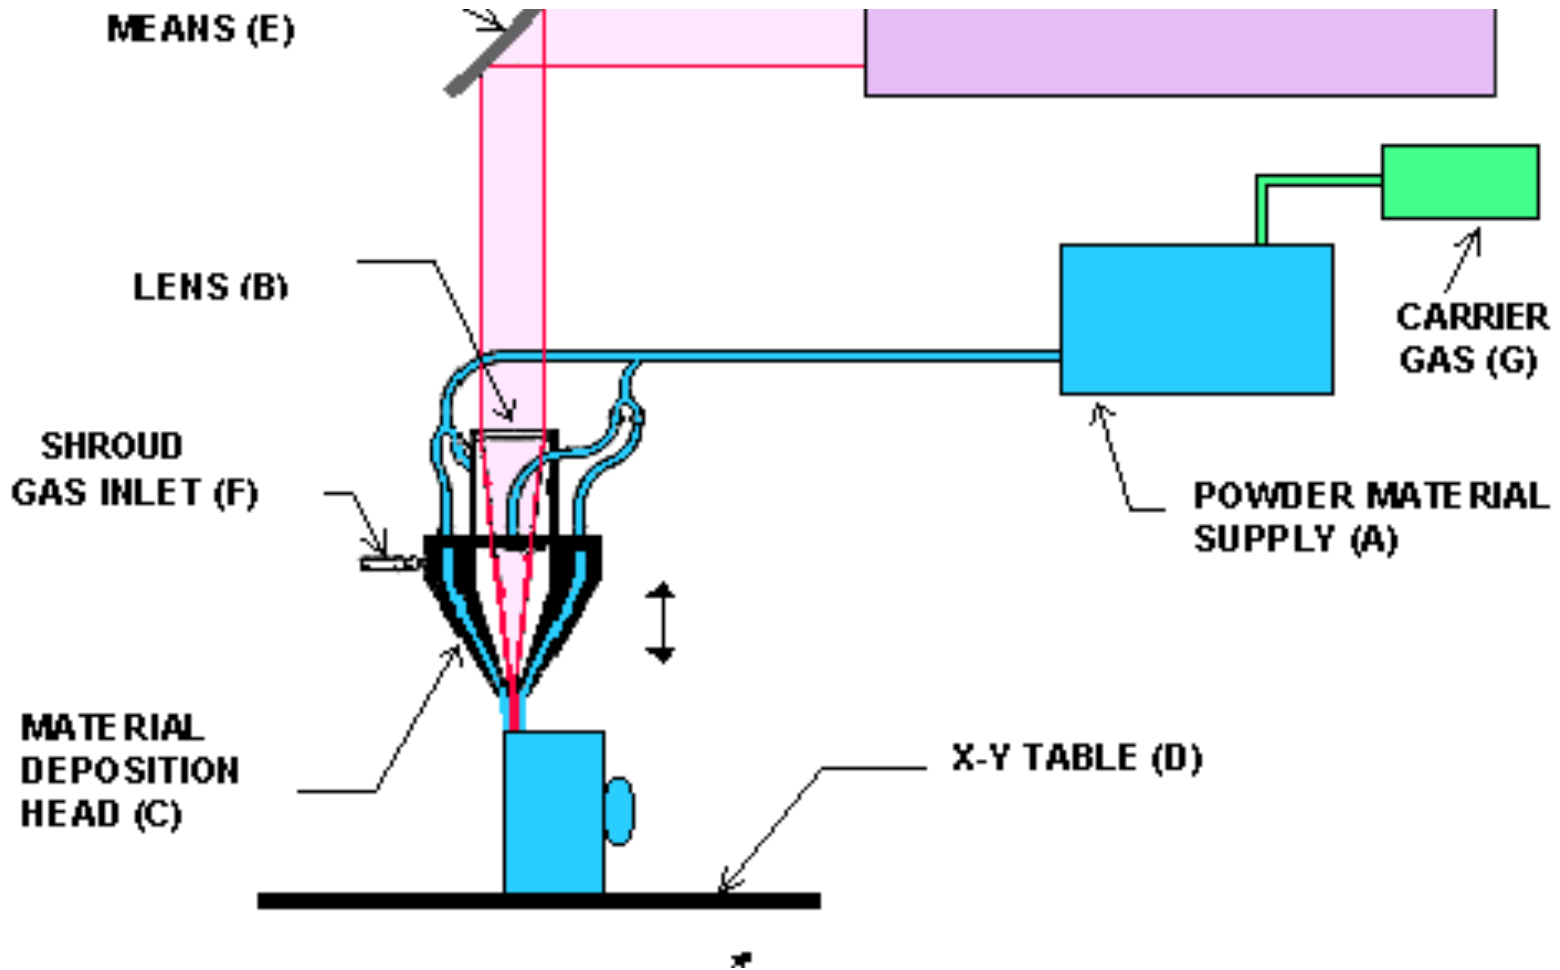 MEANS (E)
LENS (B)
CARRIER
GAS (G)
SHROUD
GAS INLET (F)
POWDER MATERIAL
SUPPLY (A)
MATERIAL
DEPOSITION
HEAD (C)
X-Y TABLE (D)